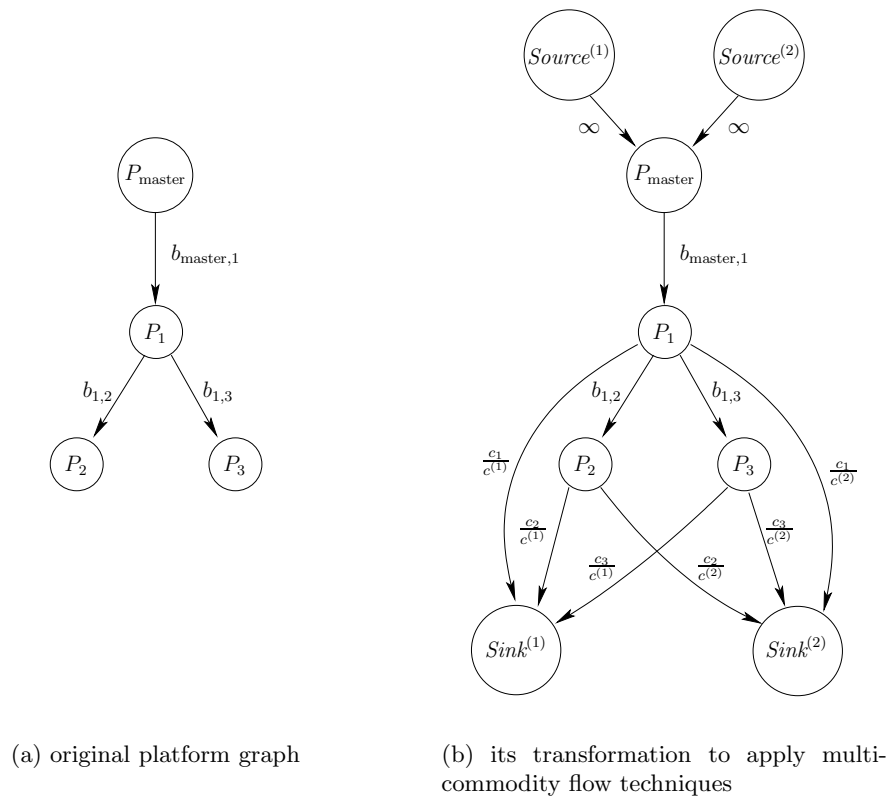 Source^(1) Source^(2)
∞ ∞
P_master P_master
b_master,1 b_master,1
P_1 P_1
b_1,2 b_1,3 b_1,2 b_1,3
P_2 P_3 P_2 P_3
c_1/c^(1) c_1/c^(2)
c_2/c^(1) c_3/c^(2)
c_3/c^(1) c_2/c^(2)
Sink^(1) Sink^(2)
(a) original platform graph
(b) its transformation to apply multi-
commodity flow techniques